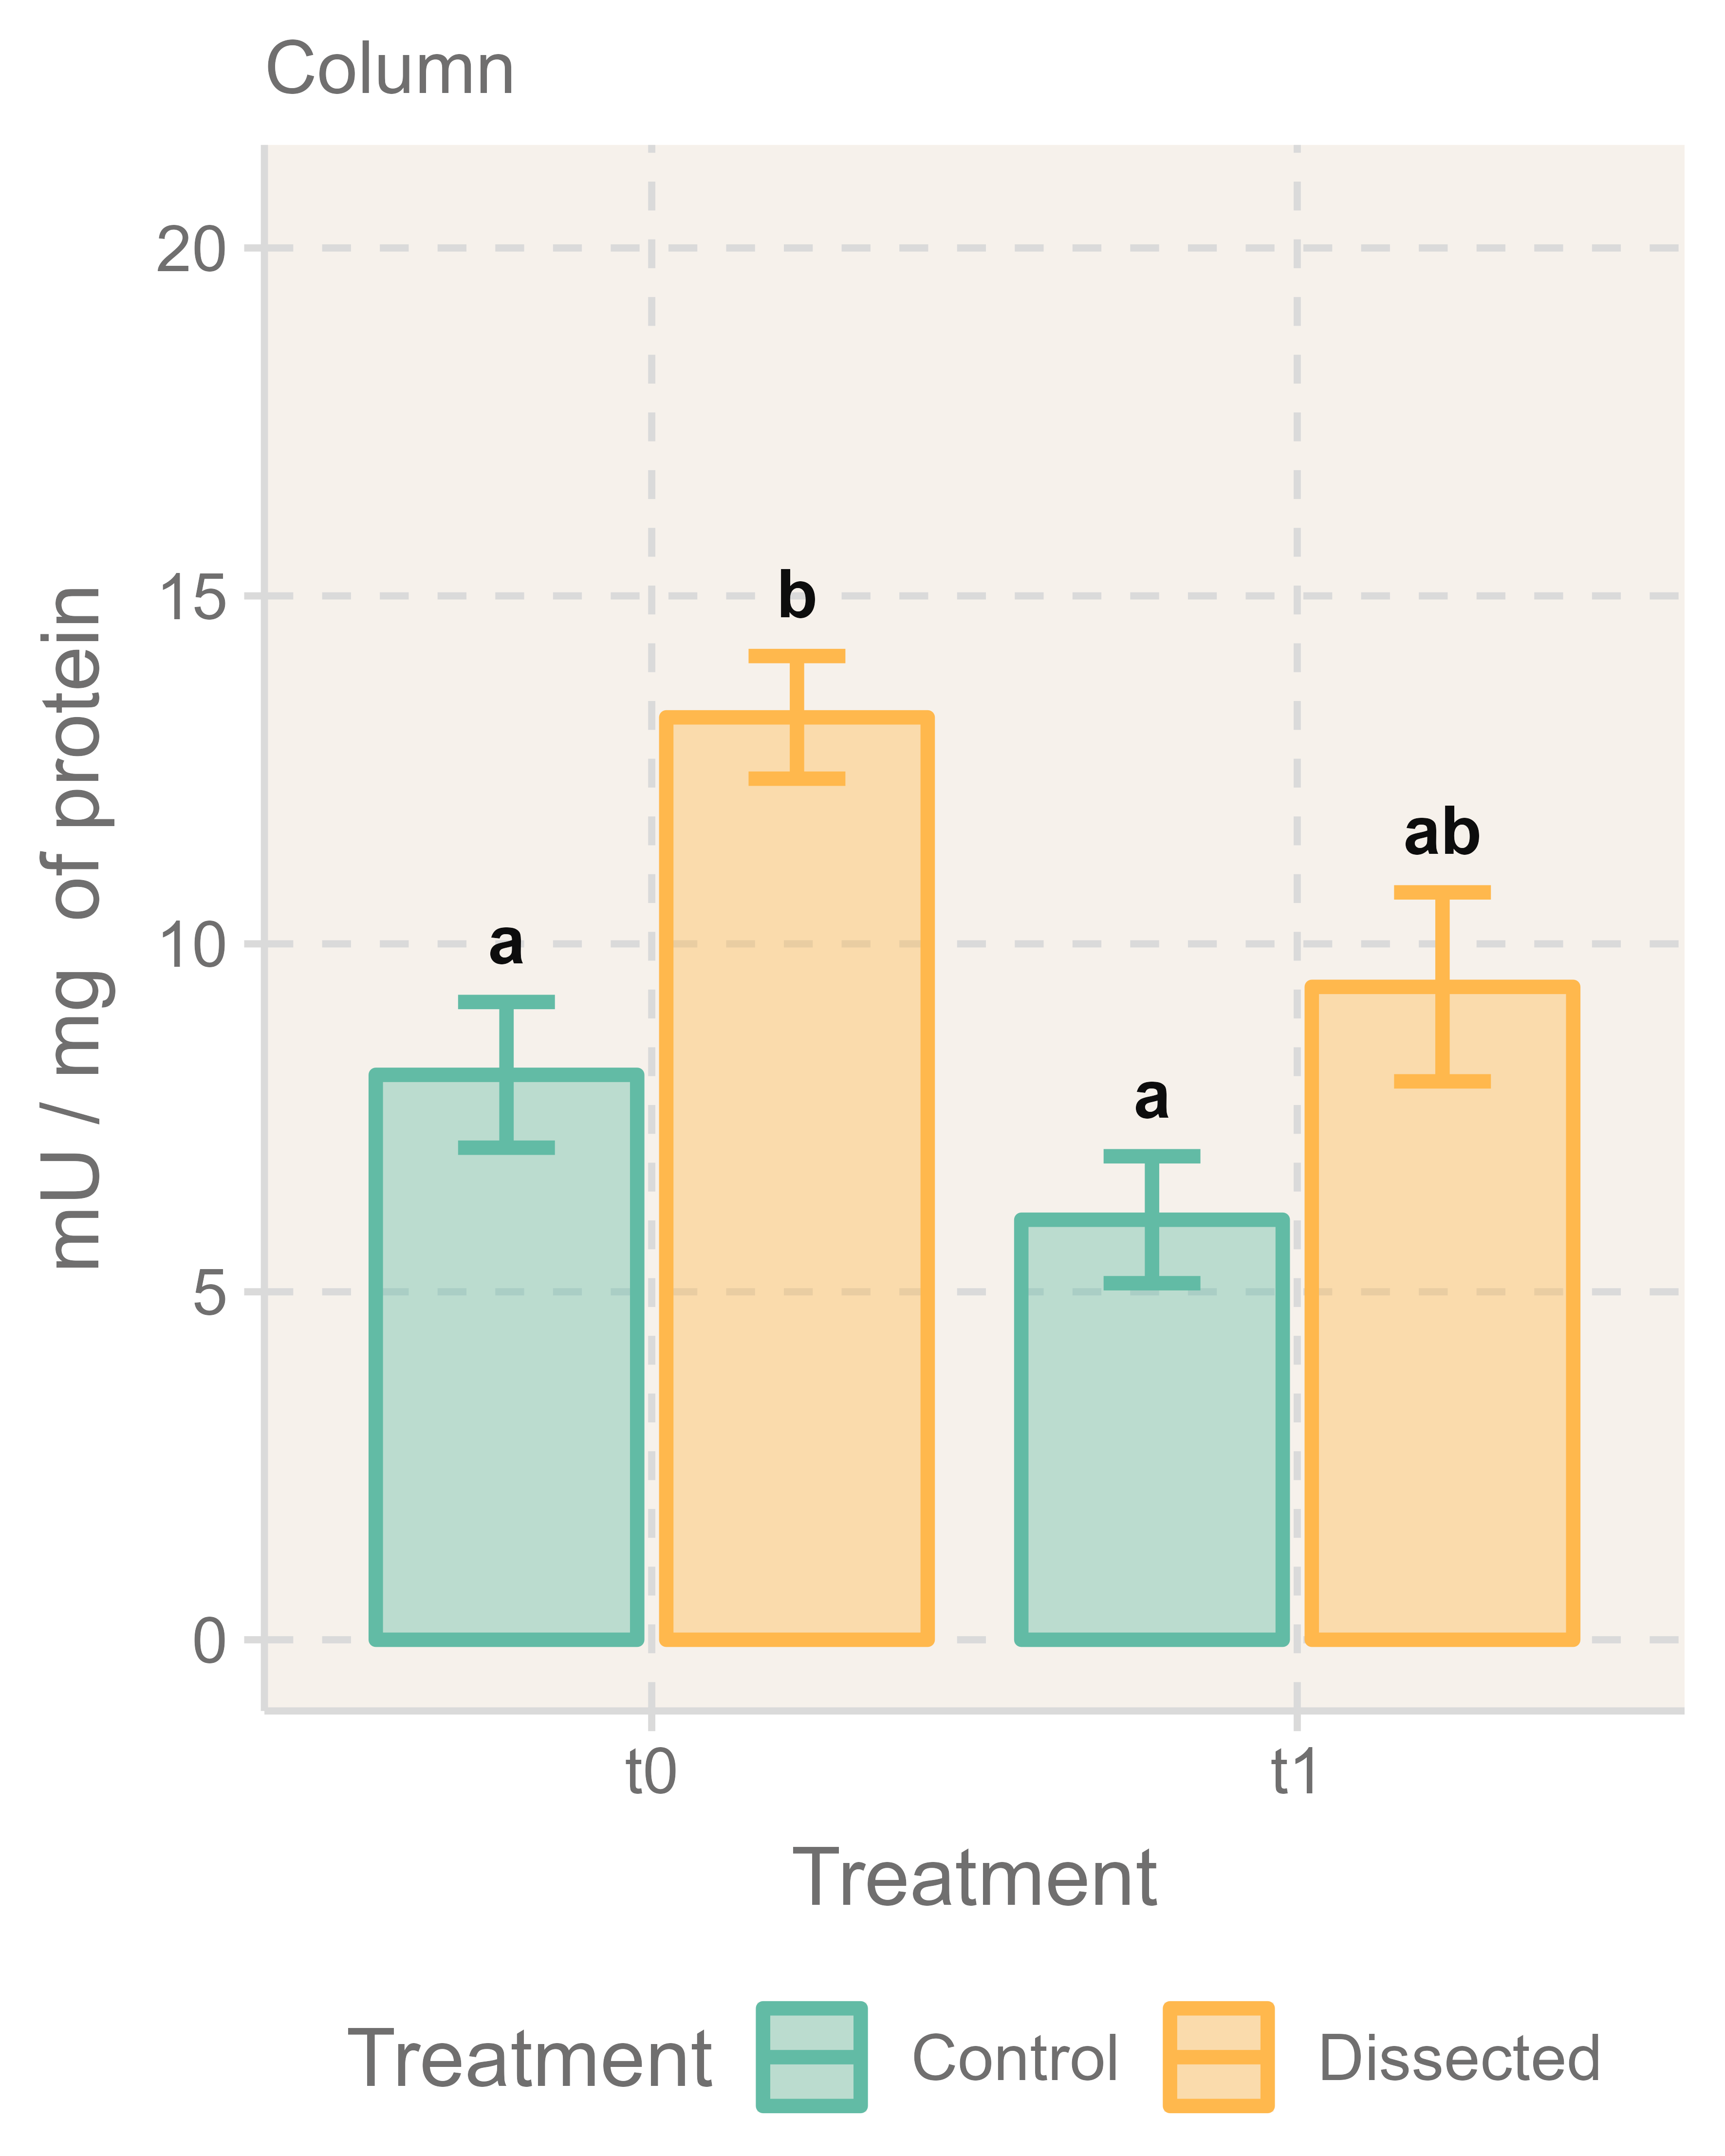 Column
mU / mg of protein
20
15
10
5
0
b
ab
a
a
t0 t1
Treatment
Treatment Control Dissected